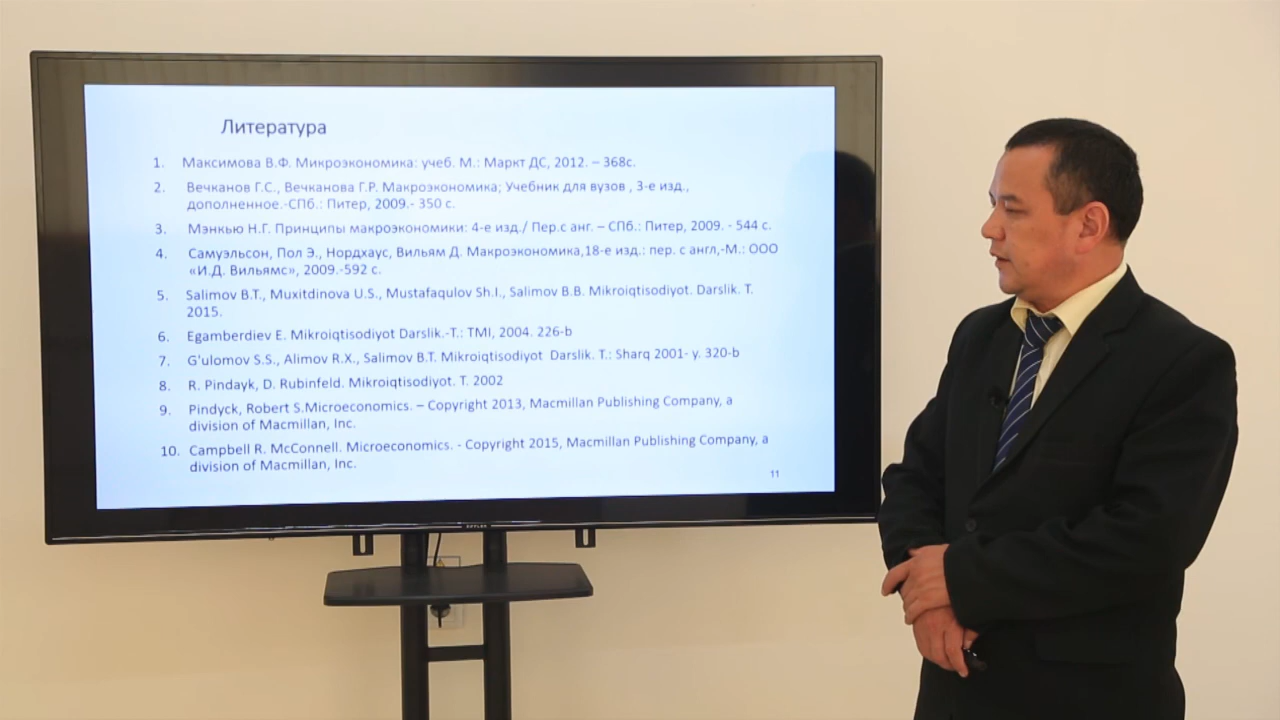 Литература
1. Максимова В.Ф. Микроэкономика: учеб. М.: Маркт ДС, 2012. – 368с.
2. Вечканов Г.С., Вечканова Г.Р. Макроэкономика; Учебник для вузов , 3-е изд.,
дополненное.-СПб.: Питер, 2009.- 350 с.
3. Мэнкью Н.Г. Принципы макроэкономики: 4-е изд./ Пер.с анг. – СПб.: Питер, 2009. - 544 с.
4. Самуэльсон, Пол Э., Нордхаус, Вильям Д. Макроэкономика,18-е изд.: пер. с англ,-М.: ООО
«И.Д. Вильямс», 2009.-592 с.
5. Salimov B.T., Muxitdinova U.S., Mustafaqulov Sh.I., Salimov B.B. Mikroiqtisodiyot. Darslik. T.
2015.
6. Egamberdiev E. Mikroiqtisodiyot Darslik.-T.: TMI, 2004. 226-b
7. G'ulomov S.S., Alimov R.X., Salimov B.T. Mikroiqtisodiyot Darslik. T.: Sharq 2001- y. 320-b
8. R. Pindayk, D. Rubinfeld. Mikroiqtisodiyot. T. 2002
9. Pindyck, Robert S.Microeconomics. – Copyright 2013, Macmillan Publishing Company, a
division of Macmillan, Inc.
10. Campbell R. McConnell. Microeconomics. - Copyright 2015, Macmillan Publishing Company, a
division of Macmillan, Inc.
11